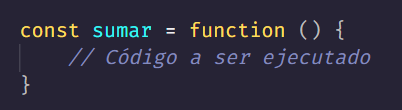 const sumar = function () {
    // Código a ser ejecutado
}